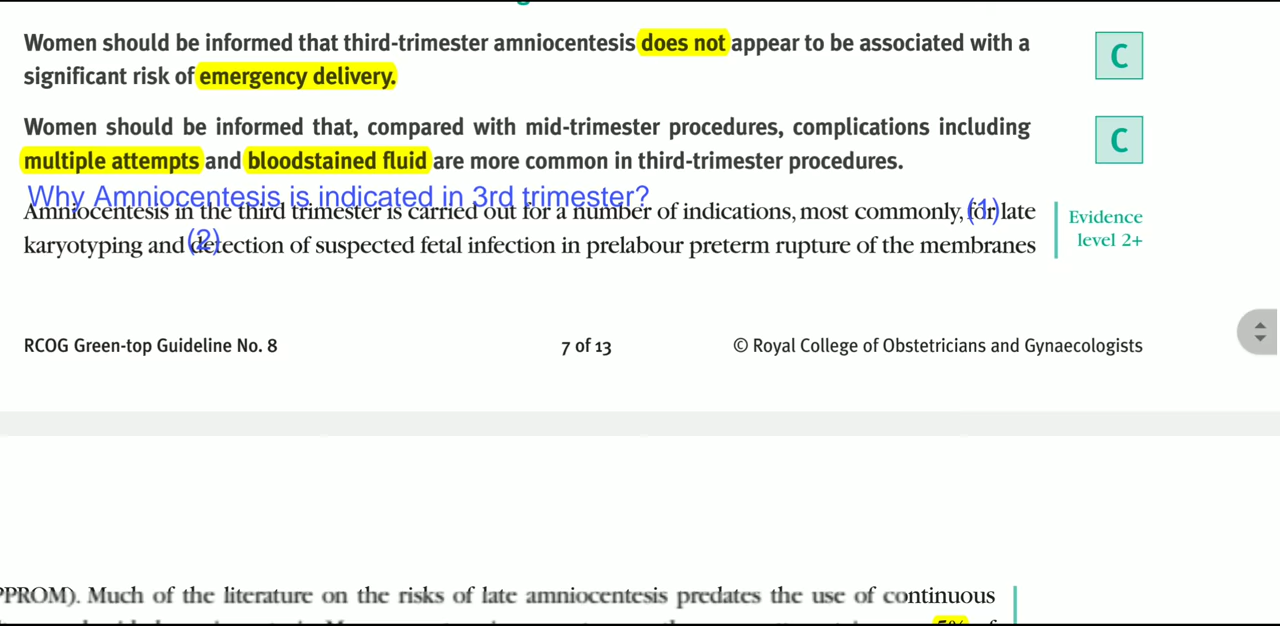 Women should be informed that third-trimester amniocentesis does not appear to be associated with a
significant risk of emergency delivery.
C
Women should be informed that, compared with mid-trimester procedures, complications including
multiple attempts and bloodstained fluid are more common in third-trimester procedures.
C
Why Amniocentesis is indicated in 3rd trimester?
Amniocentesis in the third trimester is carried out for a number of indications, most commonly, for late
(1)
karyotyping and detection of suspected fetal infection in prelabour preterm rupture of the membranes
(2)
Evidence
level 2+
RCOG Green-top Guideline No. 8
7 of 13
© Royal College of Obstetricians and Gynaecologists
PPROM). Much of the literature on the risks of late amniocentesis predates the use of continuous
5%